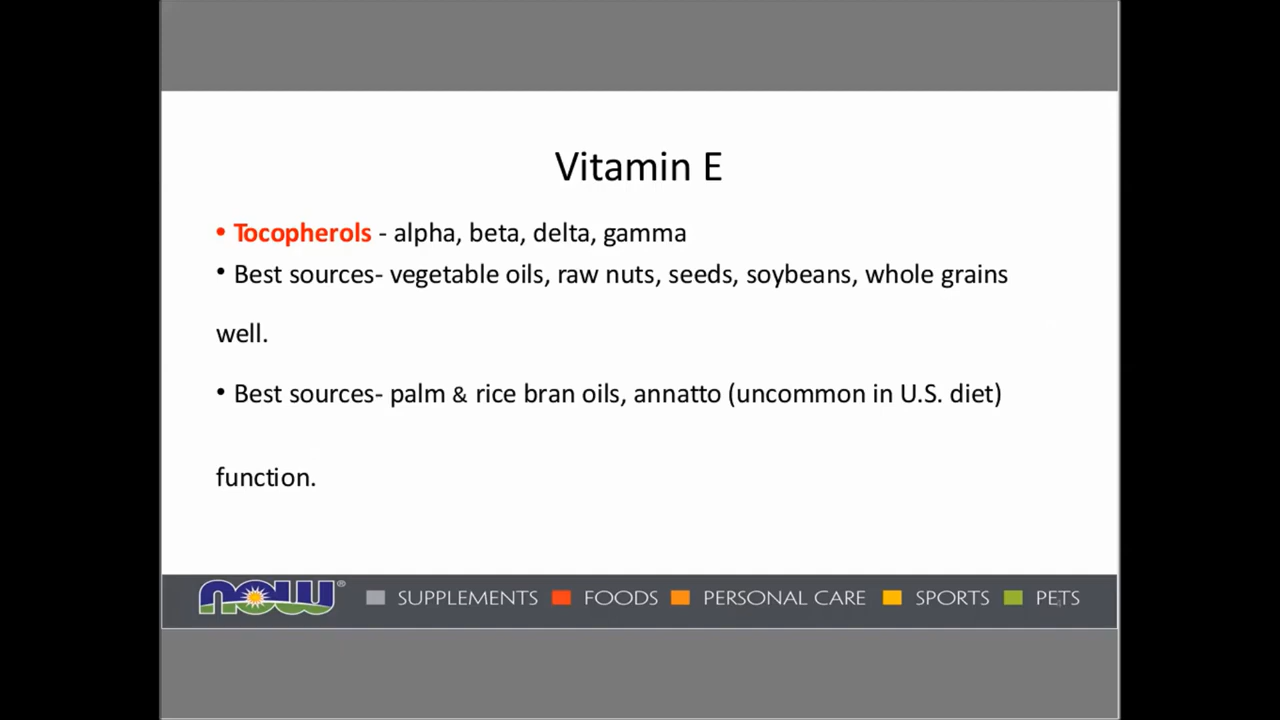 Vitamin E
• Tocopherols - alpha, beta, delta, gamma
• Best sources- vegetable oils, raw nuts, seeds, soybeans, whole grains
well.
• Best sources- palm & rice bran oils, annatto (uncommon in U.S. diet)
function.
NOW® SUPPLEMENTS FOODS PERSONAL CARE SPORTS PETS